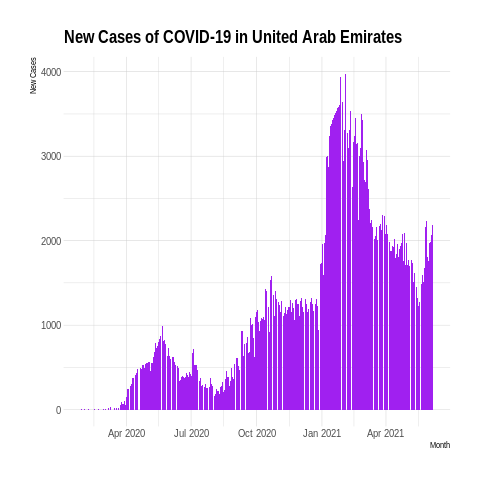 New Cases of COVID-19 in United Arab Emirates
New Cases
4000
3000
2000
1000
0
Apr 2020 Jul 2020 Oct 2020 Jan 2021 Apr 2021
Month